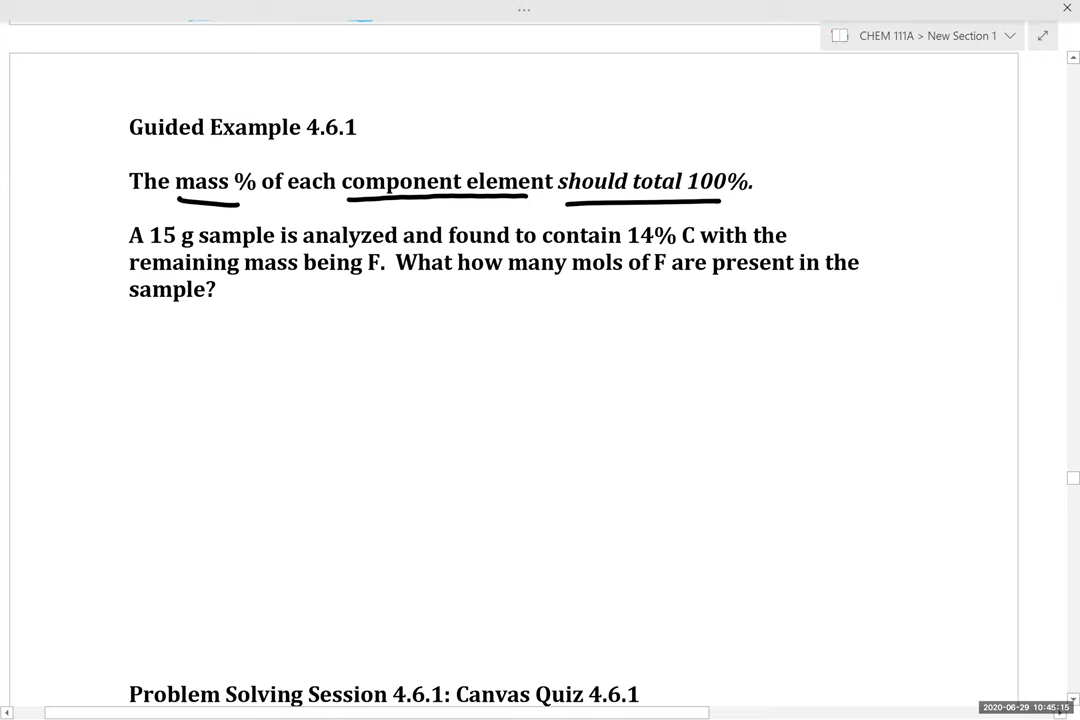 CHEM 111A > New Section 1
Guided Example 4.6.1
The mass % of each component element should total 100%.
A 15 g sample is analyzed and found to contain 14% C with the
remaining mass being F.  What how many mols of F are present in the
sample?
Problem Solving Session 4.6.1: Canvas Quiz 4.6.1
2020-06-29 10:45:15